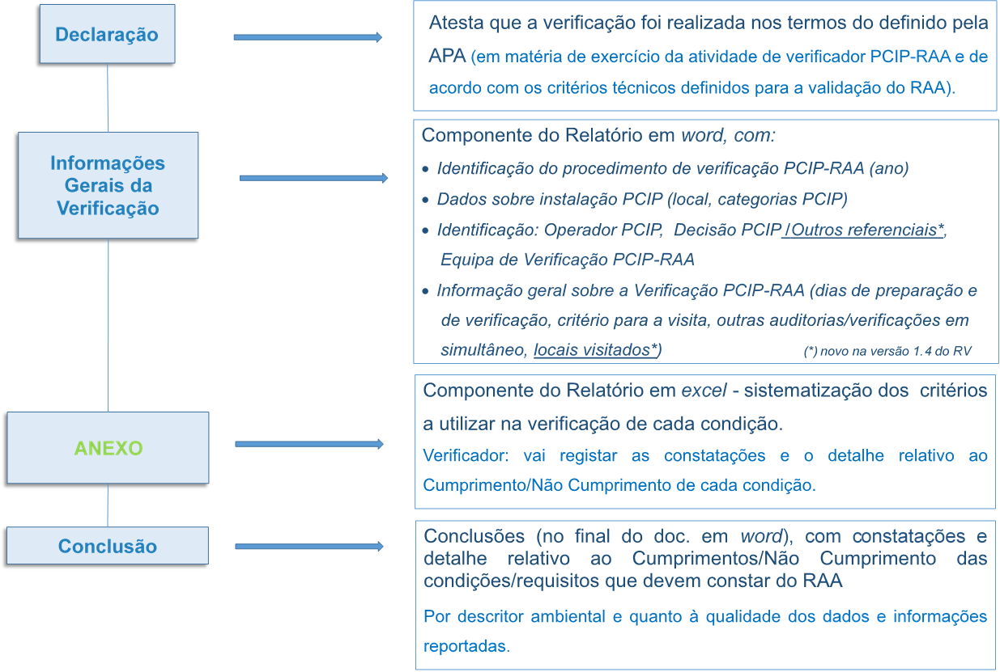 Declaração
Atesta que a verificação foi realizada nos termos do definido pela
APA (em matéria de exercício da atividade de verificador PCIP-RAA e de
acordo com os critérios técnicos definidos para a validação do RAA).
Informações
Gerais da
Verificação
Componente do Relatório em word, com:
• Identificação do procedimento de verificação PCIP-RAA (ano)
• Dados sobre instalação PCIP (local, categorias PCIP)
• Identificação: Operador PCIP, Decisão PCIP /Outros referenciais*,
Equipa de Verificação PCIP-RAA
• Informação geral sobre a Verificação PCIP-RAA (dias de preparação e
de verificação, critério para a visita, outras auditorias/verificações em
simultâneo, locais visitados*)
(*) novo na versão 1.4 do RV
ANEXO
Componente do Relatório em excel - sistematização dos critérios
a utilizar na verificação de cada condição.
Verificador: vai registar as constatações e o detalhe relativo ao
Cumprimento/Não Cumprimento de cada condição.
Conclusão
Conclusões (no final do doc. em word), com constatações e
detalhe relativo ao Cumprimentos/Não Cumprimento das
condições/requisitos que devem constar do RAA
Por descritor ambiental e quanto à qualidade dos dados e informações
reportadas.